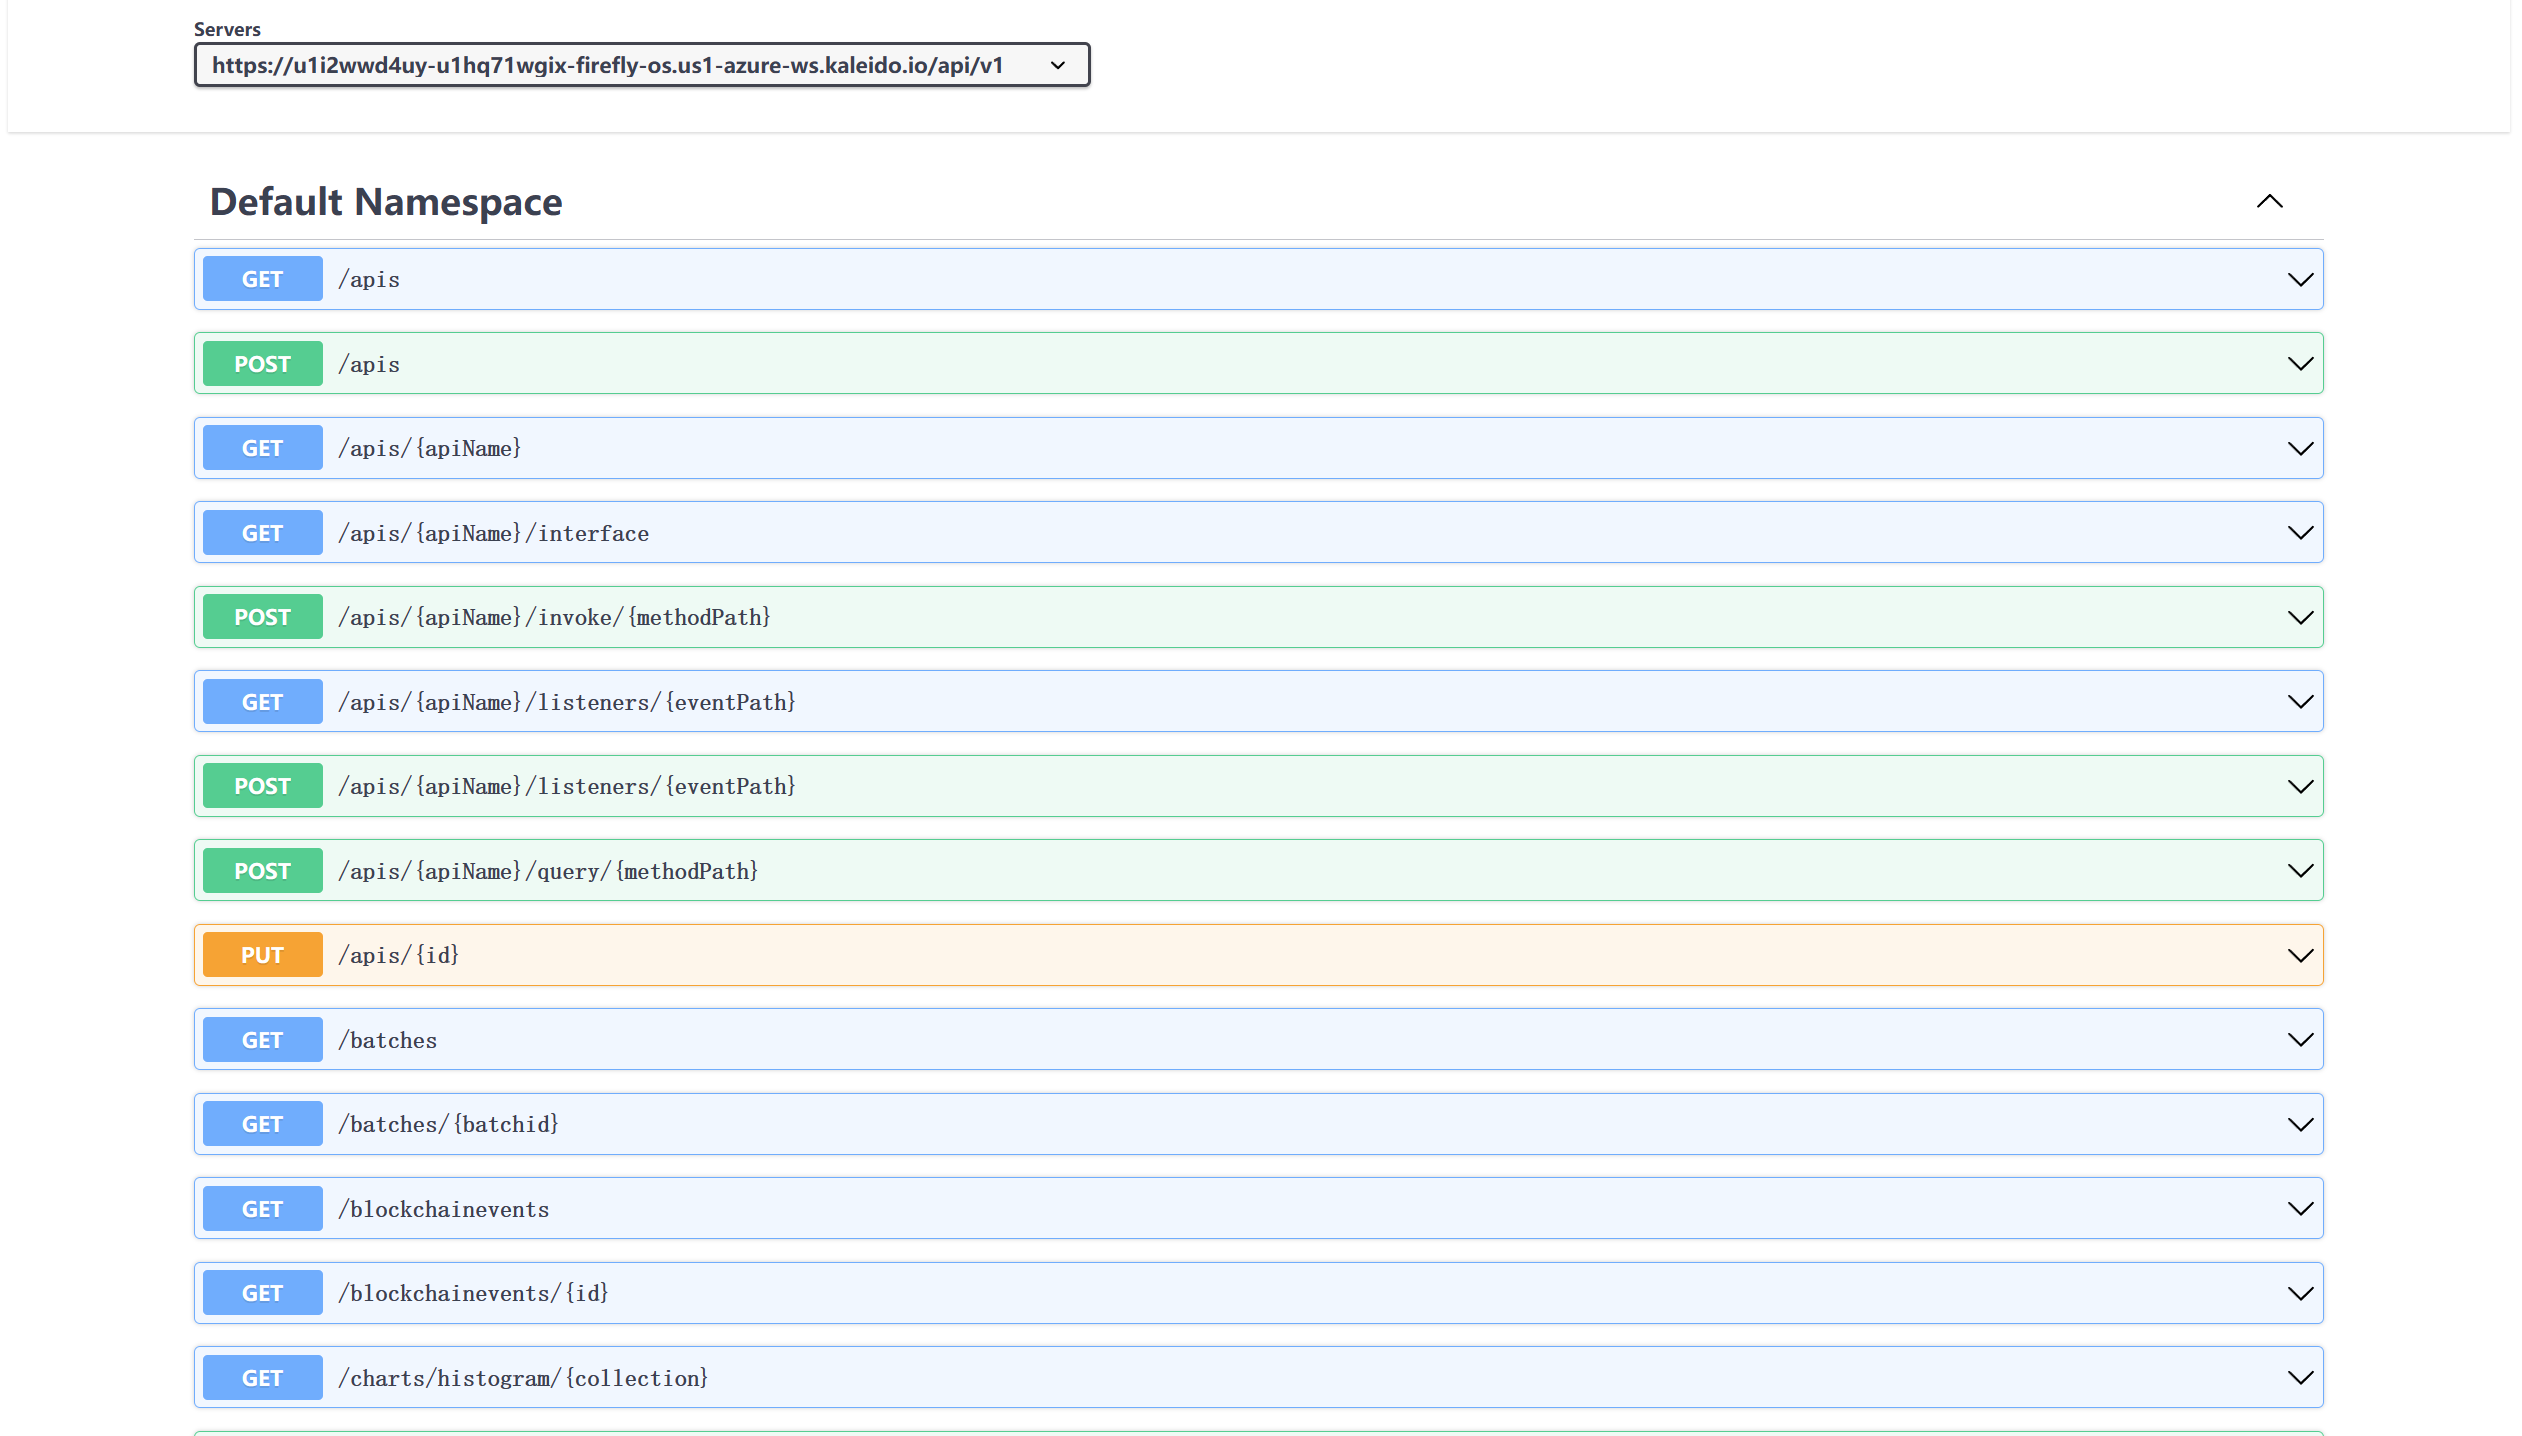 Servers
https://u1i2wwd4uy-u1hq71wgix-firefly-os.us1-azure-ws.kaleido.io/api/v1
Default Namespace
GET /apis
POST /apis
GET /apis/{apiName}
GET /apis/{apiName}/interface
POST /apis/{apiName}/invoke/{methodPath}
GET /apis/{apiName}/listeners/{eventPath}
POST /apis/{apiName}/listeners/{eventPath}
POST /apis/{apiName}/query/{methodPath}
PUT /apis/{id}
GET /batches
GET /batches/{batchid}
GET /blockchainevents
GET /blockchainevents/{id}
GET /charts/histogram/{collection}